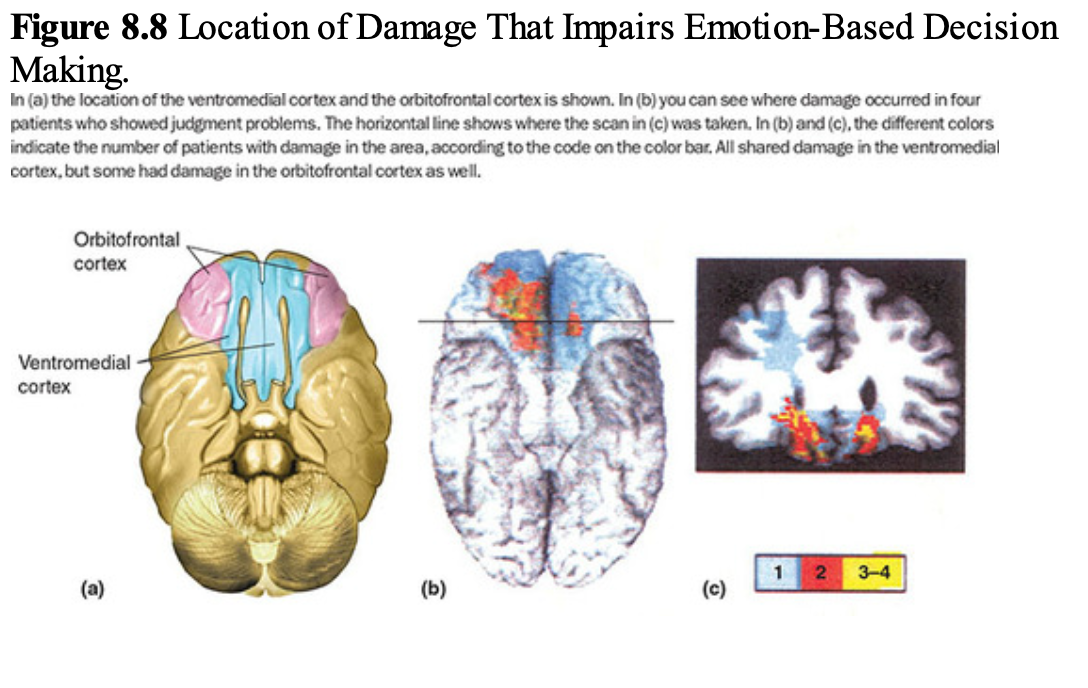 Figure 8.8 Location of Damage That Impairs Emotion-Based Decision
Making.
In (a) the location of the ventromedial cortex and the orbitofrontal cortex is shown. In (b) you can see where damage occurred in four
patients who showed judgment problems. The horizontal line shows where the scan in (c) was taken. In (b) and (c), the different colors
indicate the number of patients with damage in the area, according to the code on the color bar. All shared damage in the ventromedial
cortex, but some had damage in the orbitofrontal cortex as well.
Orbitofrontal
cortex
Ventromedial
cortex
(a)
(b)
(c)
1 2 3–4